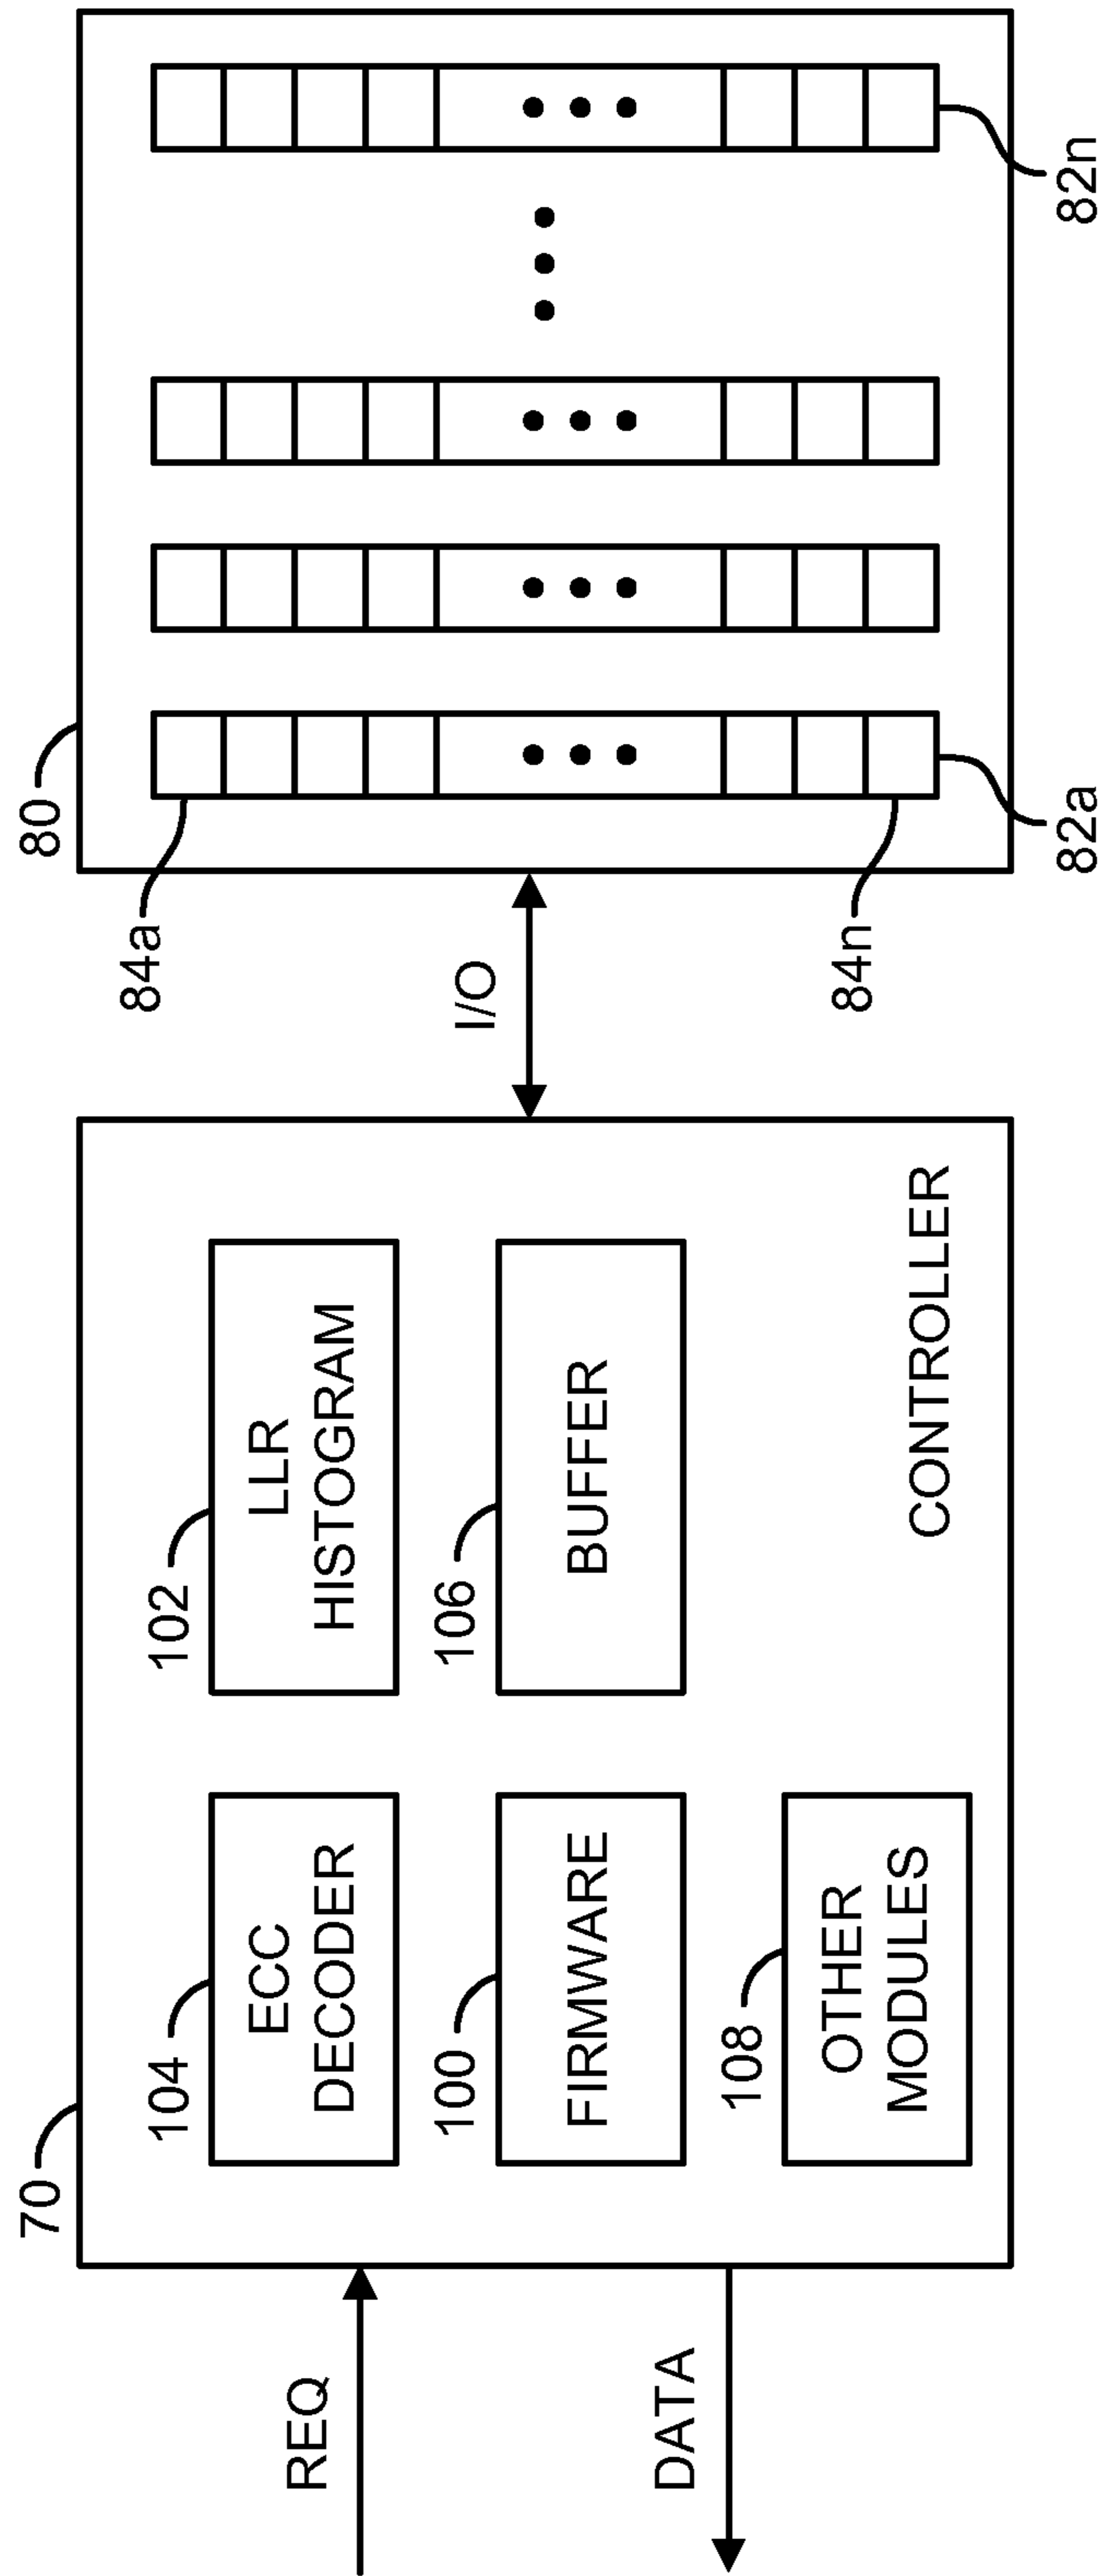 REQ
DATA
70
104
ECC
DECODER
102
LLR
HISTOGRAM
100
FIRMWARE
106
BUFFER
108
OTHER
MODULES
CONTROLLER
I/O
80
84a
84n
82a
82n